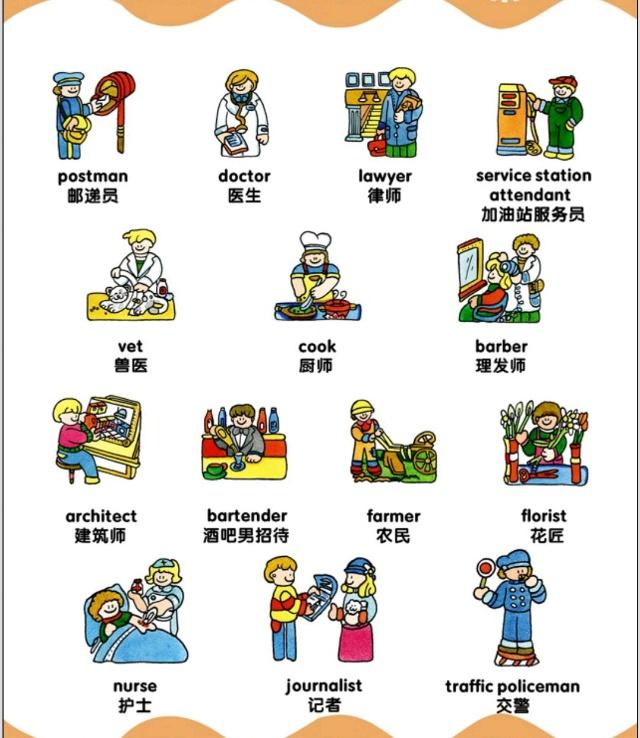 postman
邮递员
doctor
医生
lawyer
律师
service station
attendant
加油站服务员
vet
兽医
cook
厨师
barber
理发师
architect
建筑师
bartender
酒吧男招待
farmer
农民
florist
花匠
nurse
护士
journalist
记者
traffic policeman
交警